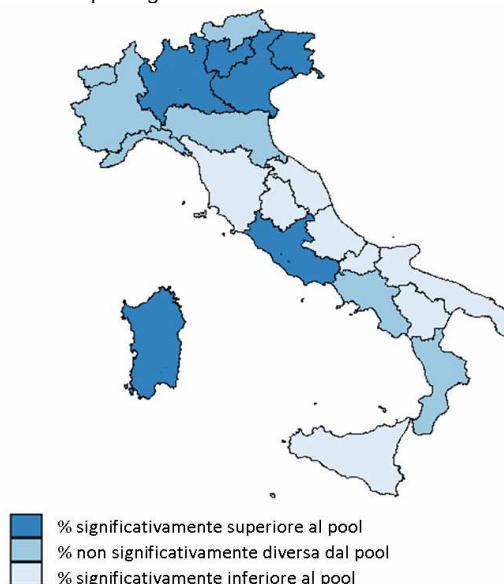 % significativamente superiore al pool
% non significativamente diversa dal pool
% significativamente inferiore al pool